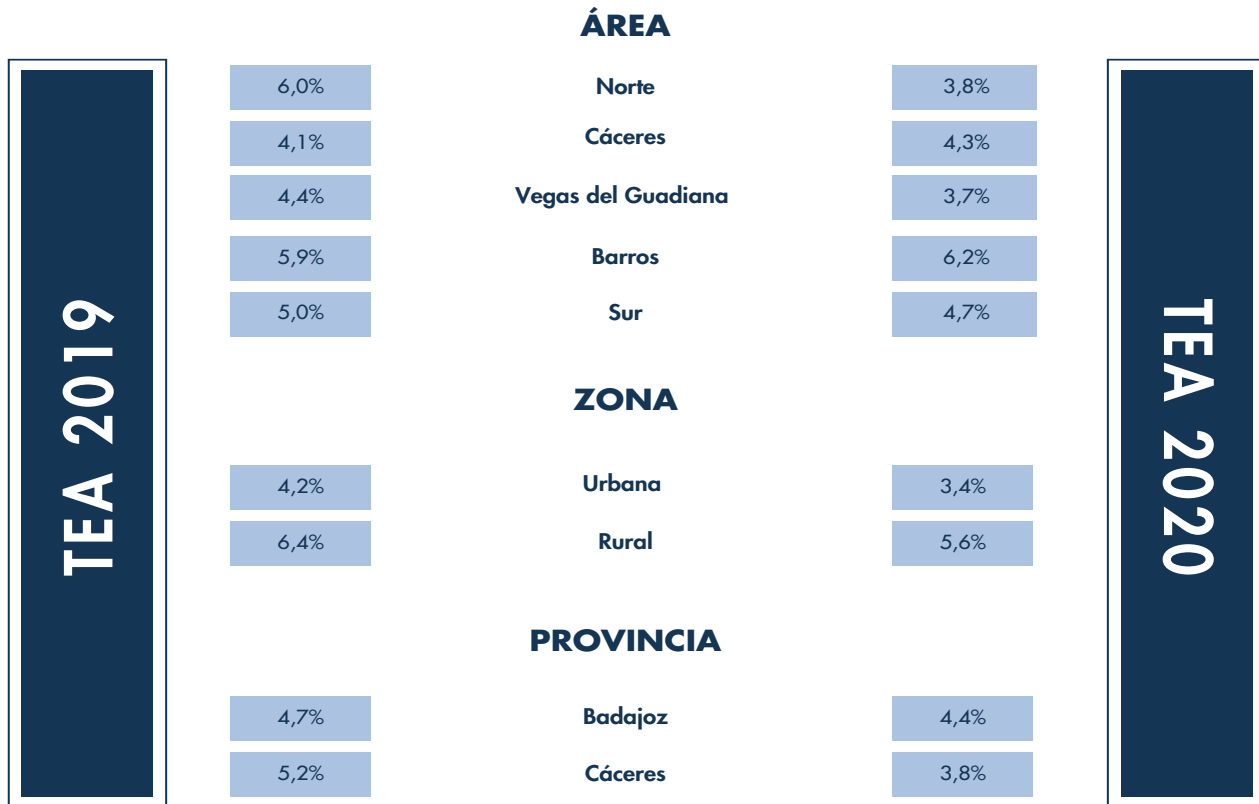 ÁREA
6,0% Norte 3,8%
4,1% Cáceres 4,3%
4,4% Vegas del Guadiana 3,7%
5,9% Barros 6,2%
5,0% Sur 4,7%
TEA 2019
TEA 2020
ZONA
4,2% Urbana 3,4%
6,4% Rural 5,6%
PROVINCIA
4,7% Badajoz 4,4%
5,2% Cáceres 3,8%